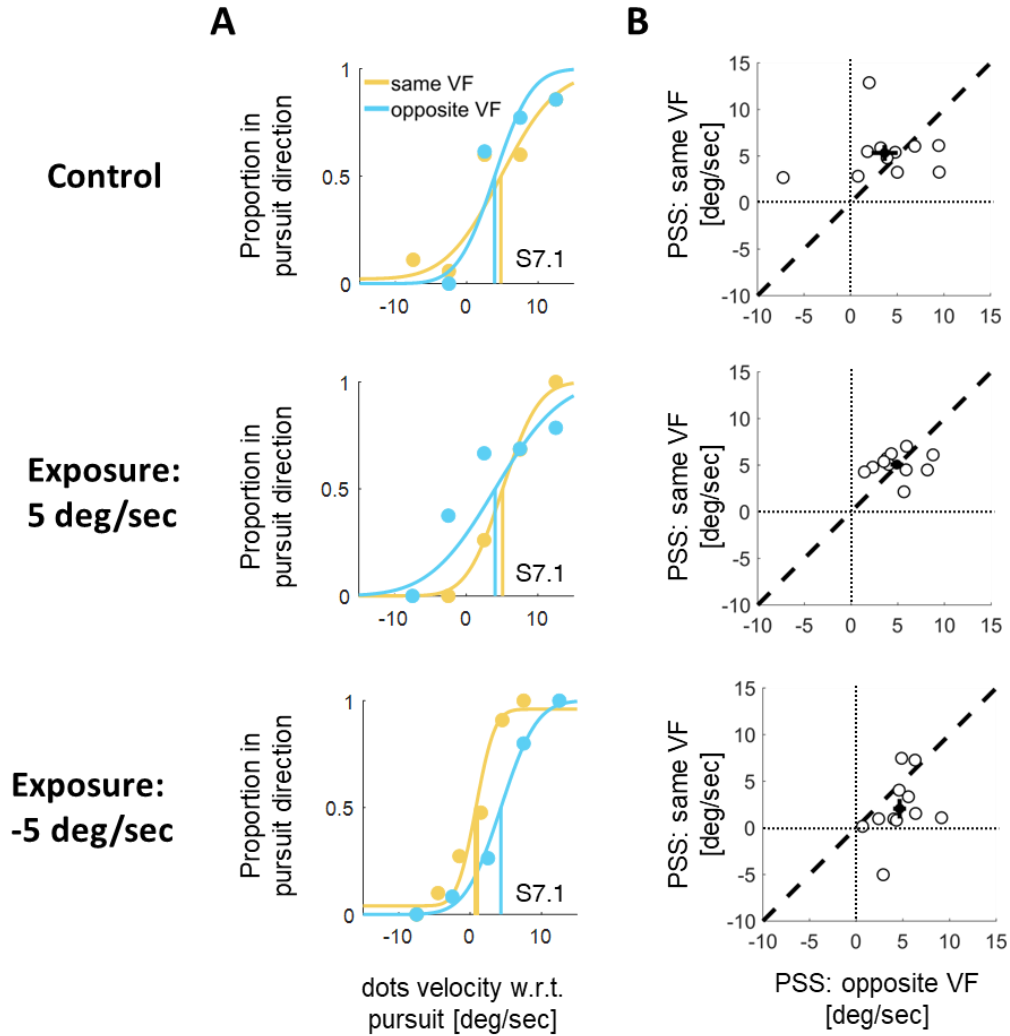 A
B
Control
Proportion in
pursuit direction
1
0.5
0
same VF
opposite VF
S7.1
-10
0
10
PSS: same VF
[deg/sec]
15
10
5
0
-5
-10
-10
-5
0
5
10
15
Exposure:
5 deg/sec
Proportion in
pursuit direction
1
0.5
0
S7.1
-10
0
10
PSS: same VF
[deg/sec]
15
10
5
0
-5
-10
-10
-5
0
5
10
15
Exposure:
-5 deg/sec
Proportion in
pursuit direction
1
0.5
0
S7.1
-10
0
10
dots velocity w.r.t.
pursuit [deg/sec]
PSS: same VF
[deg/sec]
15
10
5
0
-5
-10
-10
-5
0
5
10
15
PSS: opposite VF
[deg/sec]